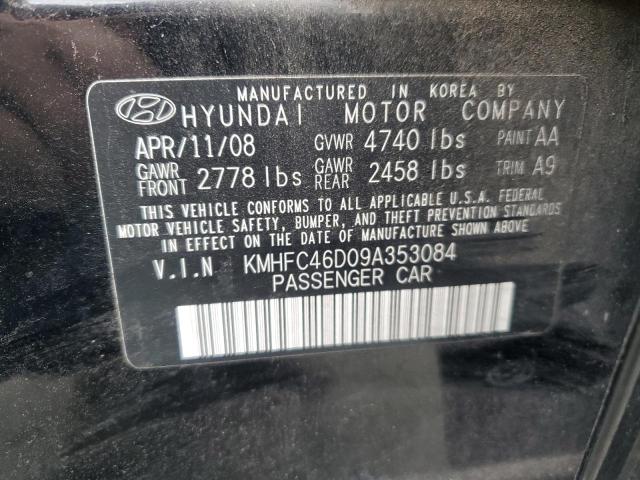 MANUFACTURED IN KOREA BY
HYUNDAI MOTOR COMPANY
APR/11/08 GVWR 4740 lbs PAINT AA
GAWR FRONT 2778 lbs GAWR REAR 2458 lbs TRIM A9
THIS VEHICLE CONFORMS TO ALL APPLICABLE U.S.A. FEDERAL
MOTOR VEHICLE SAFETY, BUMPER, AND THEFT PREVENTION STANDARDS
IN EFFECT ON THE DATE OF MANUFACTURE SHOWN ABOVE.
V.I.N KMHFC46D09A353084
PASSENGER CAR